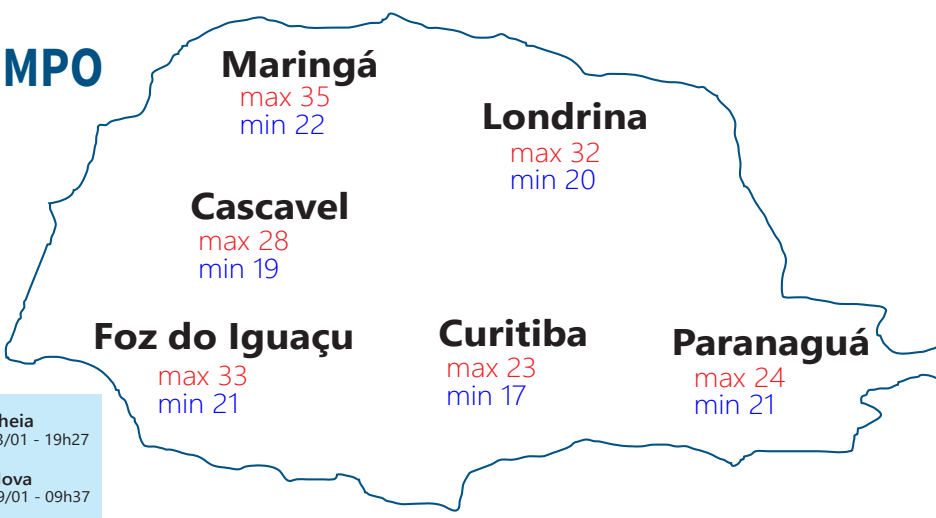 MPO
Maringá
max 35
min 22
Londrina
max 32
min 20
Cascavel
max 28
min 19
Foz do Iguaçu
max 33
min 21
Curitiba
max 23
min 17
Paranaguá
max 24
min 21
heia
3/01 - 19h27
ova
9/01 - 09h37